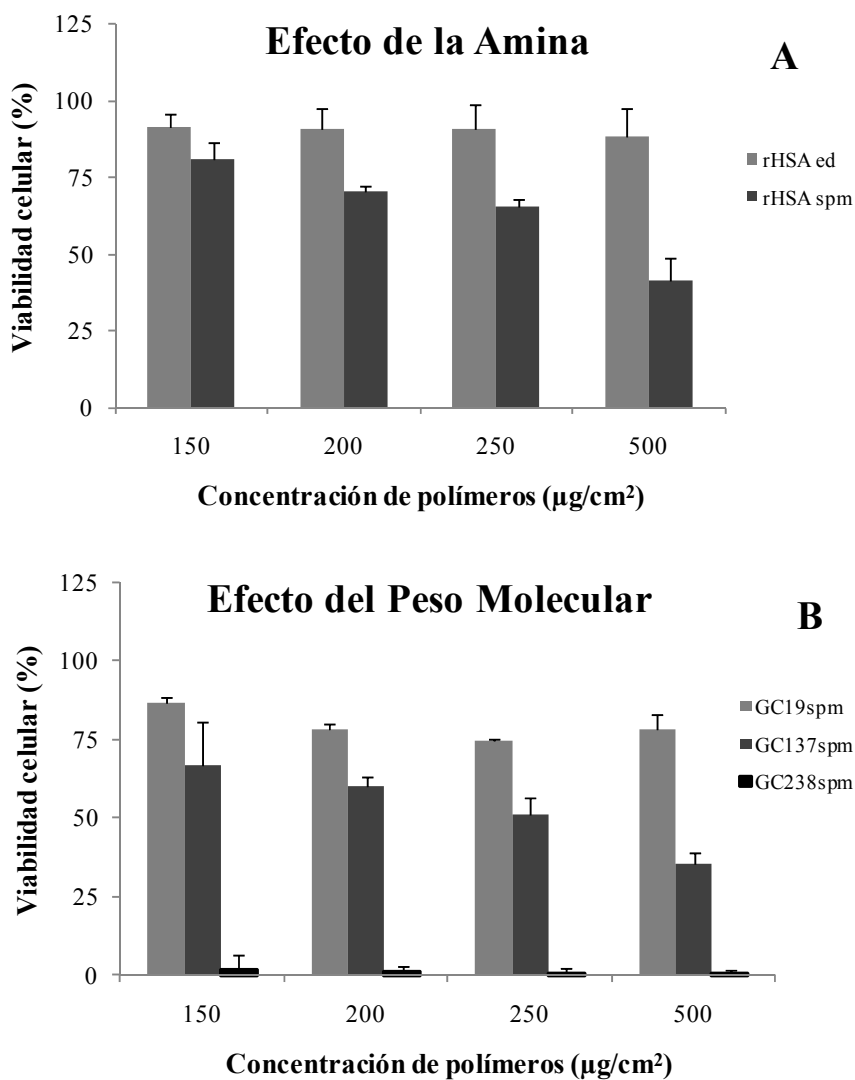 Efecto de la Amina
A
Viabilidad celular (%)
125
100
75
50
25
0
150 200 250 500
Concentración de polímeros (µg/cm²)
rHSA ed
rHSA spm
Efecto del Peso Molecular
B
Viabilidad celular (%)
125
100
75
50
25
0
150 200 250 500
Concentración de polímeros (µg/cm²)
GC19spm
GC137spm
GC238spm